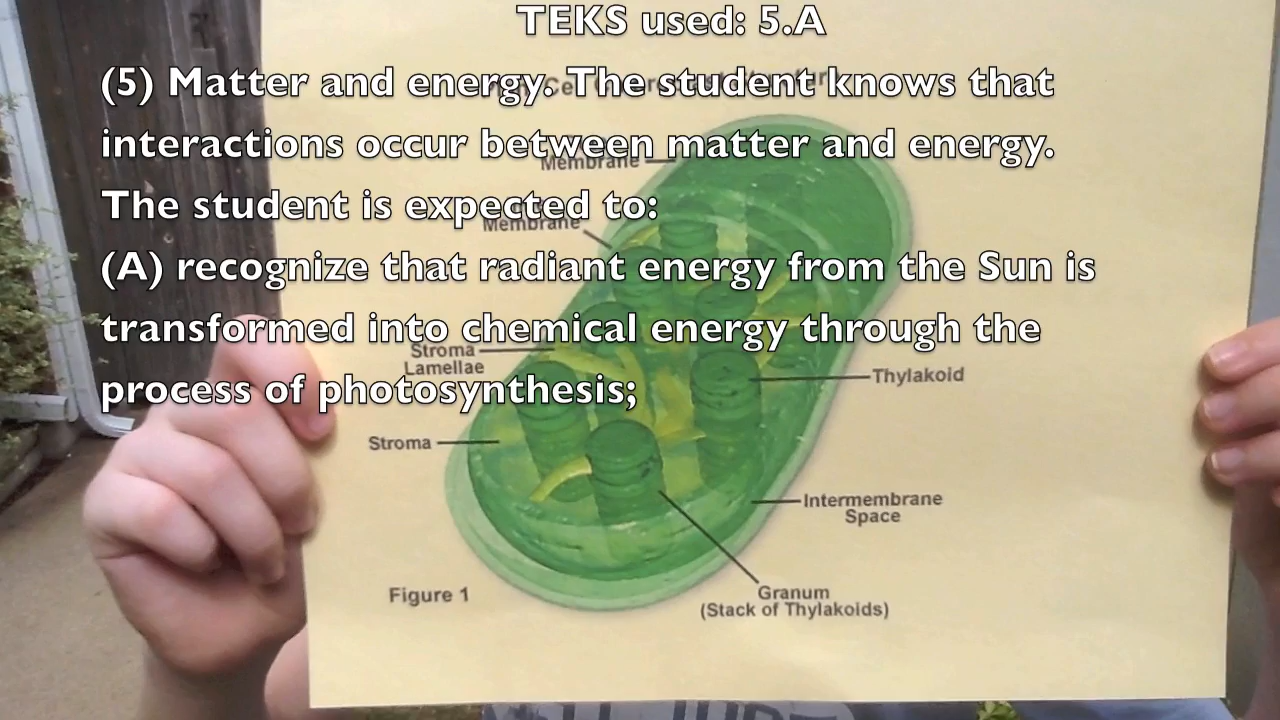 TEKS used: 5.A
(5) Matter and energy. The student knows that
interactions occur between matter and energy.
Membrane
The student is expected to:
Membrane
(A) recognize that radiant energy from the Sun is
transformed into chemical energy through the
Stroma
Lamellae
Thylakoid
process of photosynthesis;
Stroma
Intermembrane
Space
Figure 1
Granum
(Stack of Thylakoids)